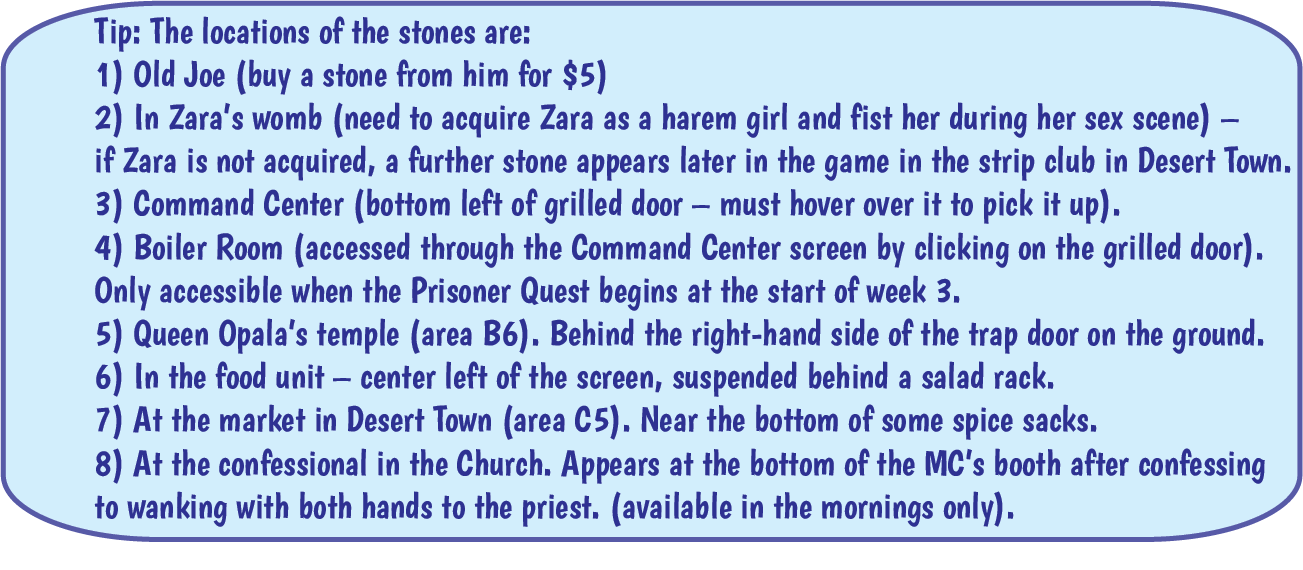 Tip: The locations of the stones are:
1) Old Joe (buy a stone from him for $5)
2) In Zara's womb (need to acquire Zara as a harem girl and fist her during her sex scene) –
if Zara is not acquired, a further stone appears later in the game in the strip club in Desert Town.
3) Command Center (bottom left of grilled door – must hover over it to pick it up).
4) Boiler Room (accessed through the Command Center screen by clicking on the grilled door).
Only accessible when the Prisoner Quest begins at the start of week 3.
5) Queen Opala's temple (area B6). Behind the right-hand side of the trap door on the ground.
6) In the food unit – center left of the screen, suspended behind a salad rack.
7) At the market in Desert Town (area C5). Near the bottom of some spice sacks.
8) At the confessional in the Church. Appears at the bottom of the MC's booth after confessing
to wanking with both hands to the priest. (available in the mornings only).